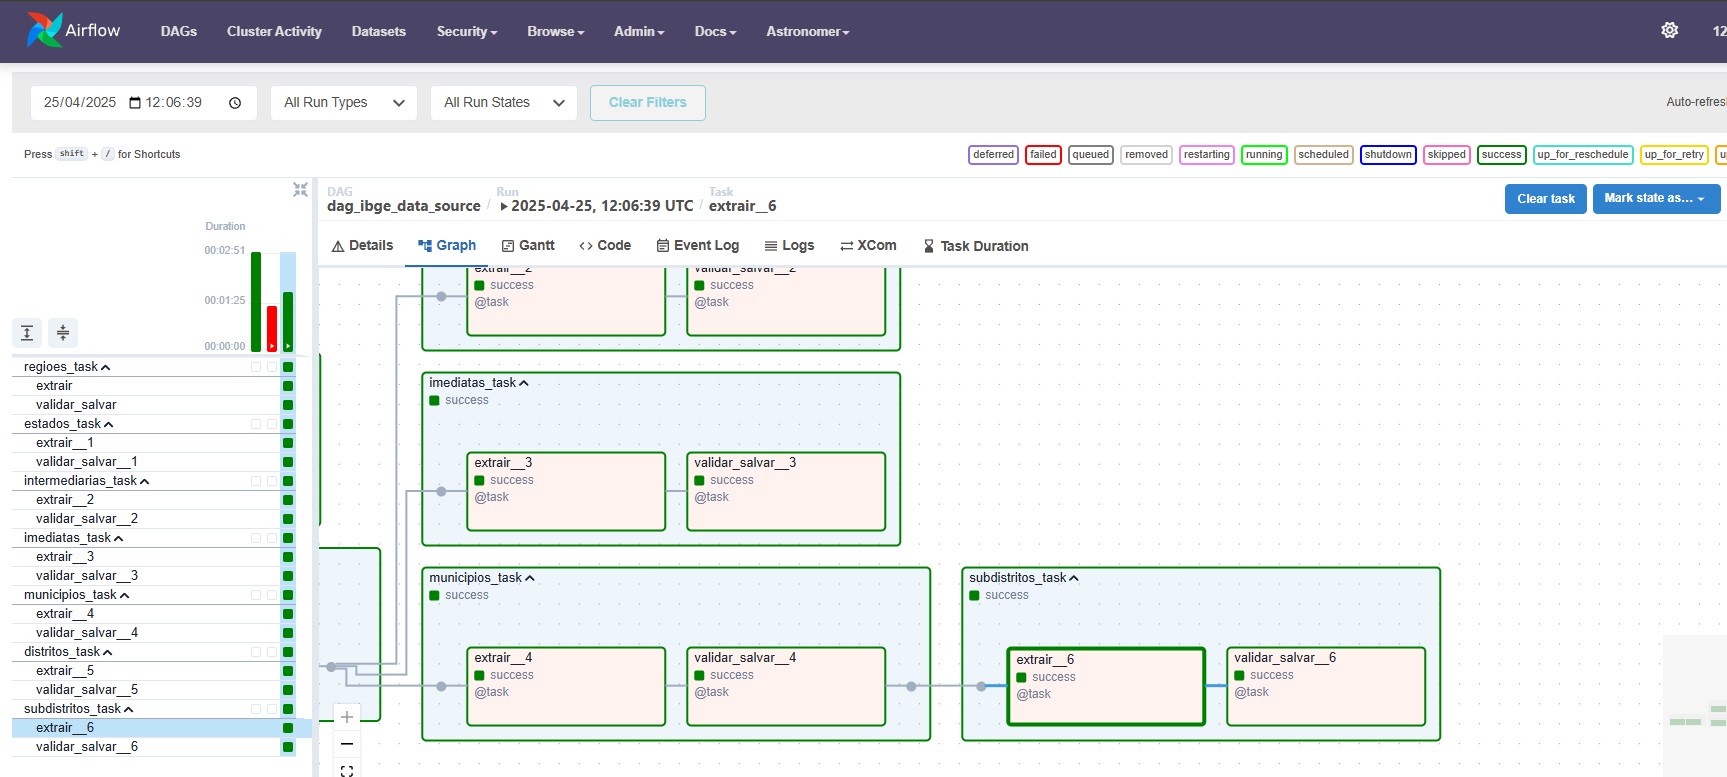 Airflow DAGs Cluster Activity Datasets Security Browse Admin Docs Astronomer 12
25/04/2025 12:06:39 All Run Types All Run States Clear Filters Auto-refres
Press shift + / for Shortcuts deferred failed queued removed restarting running scheduled shutdown skipped success up_for_reschedule up_for_retry u
DAG Run Task
dag_ibge_data_source / 2025-04-25, 12:06:39 UTC / extrair__6 Clear task Mark state as...
Details Graph Gantt Code Event Log Logs XCom Task Duration
Duration
00:02:51
00:01:25
00:00:00
regioes_task
extrair
validar_salvar
estados_task
extrair__1
validar_salvar__1
intermediarias_task
extrair__2
validar_salvar__2
imediatas_task
extrair__3
validar_salvar__3
municipios_task
extrair__4
validar_salvar__4
distritos_task
extrair__5
validar_salvar__5
subdistritos_task
extrair__6
validar_salvar__6
extrair__2
success
@task
validar_salvar__2
success
@task
imediatas_task
success
extrair__3
success
@task
validar_salvar__3
success
@task
municipios_task
success
extrair__4
success
@task
validar_salvar__4
success
@task
subdistritos_task
success
extrair__6
success
@task
validar_salvar__6
success
@task